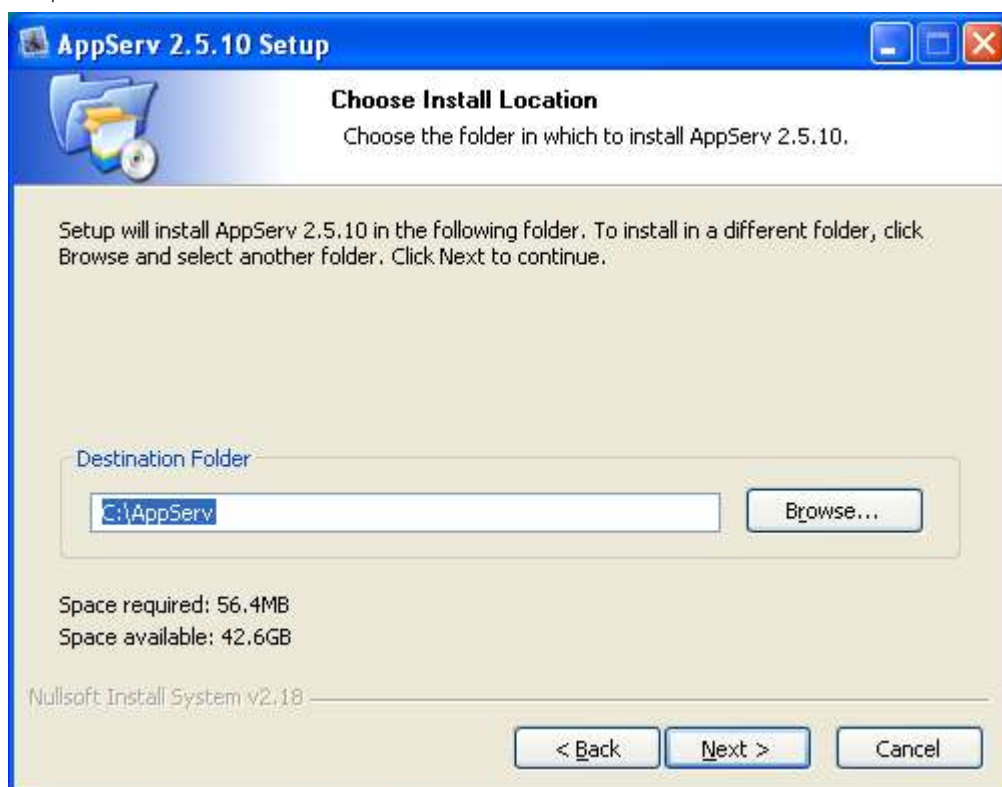 AppServ 2.5.10 Setup
Choose Install Location
Choose the folder in which to install AppServ 2.5.10.
Setup will install AppServ 2.5.10 in the following folder. To install in a different folder, click
Browse and select another folder. Click Next to continue.
Destination Folder
C:\AppServ
Browse...
Space required: 56.4MB
Space available: 42.6GB
Nullsoft Install System v2.18
< Back
Next >
Cancel